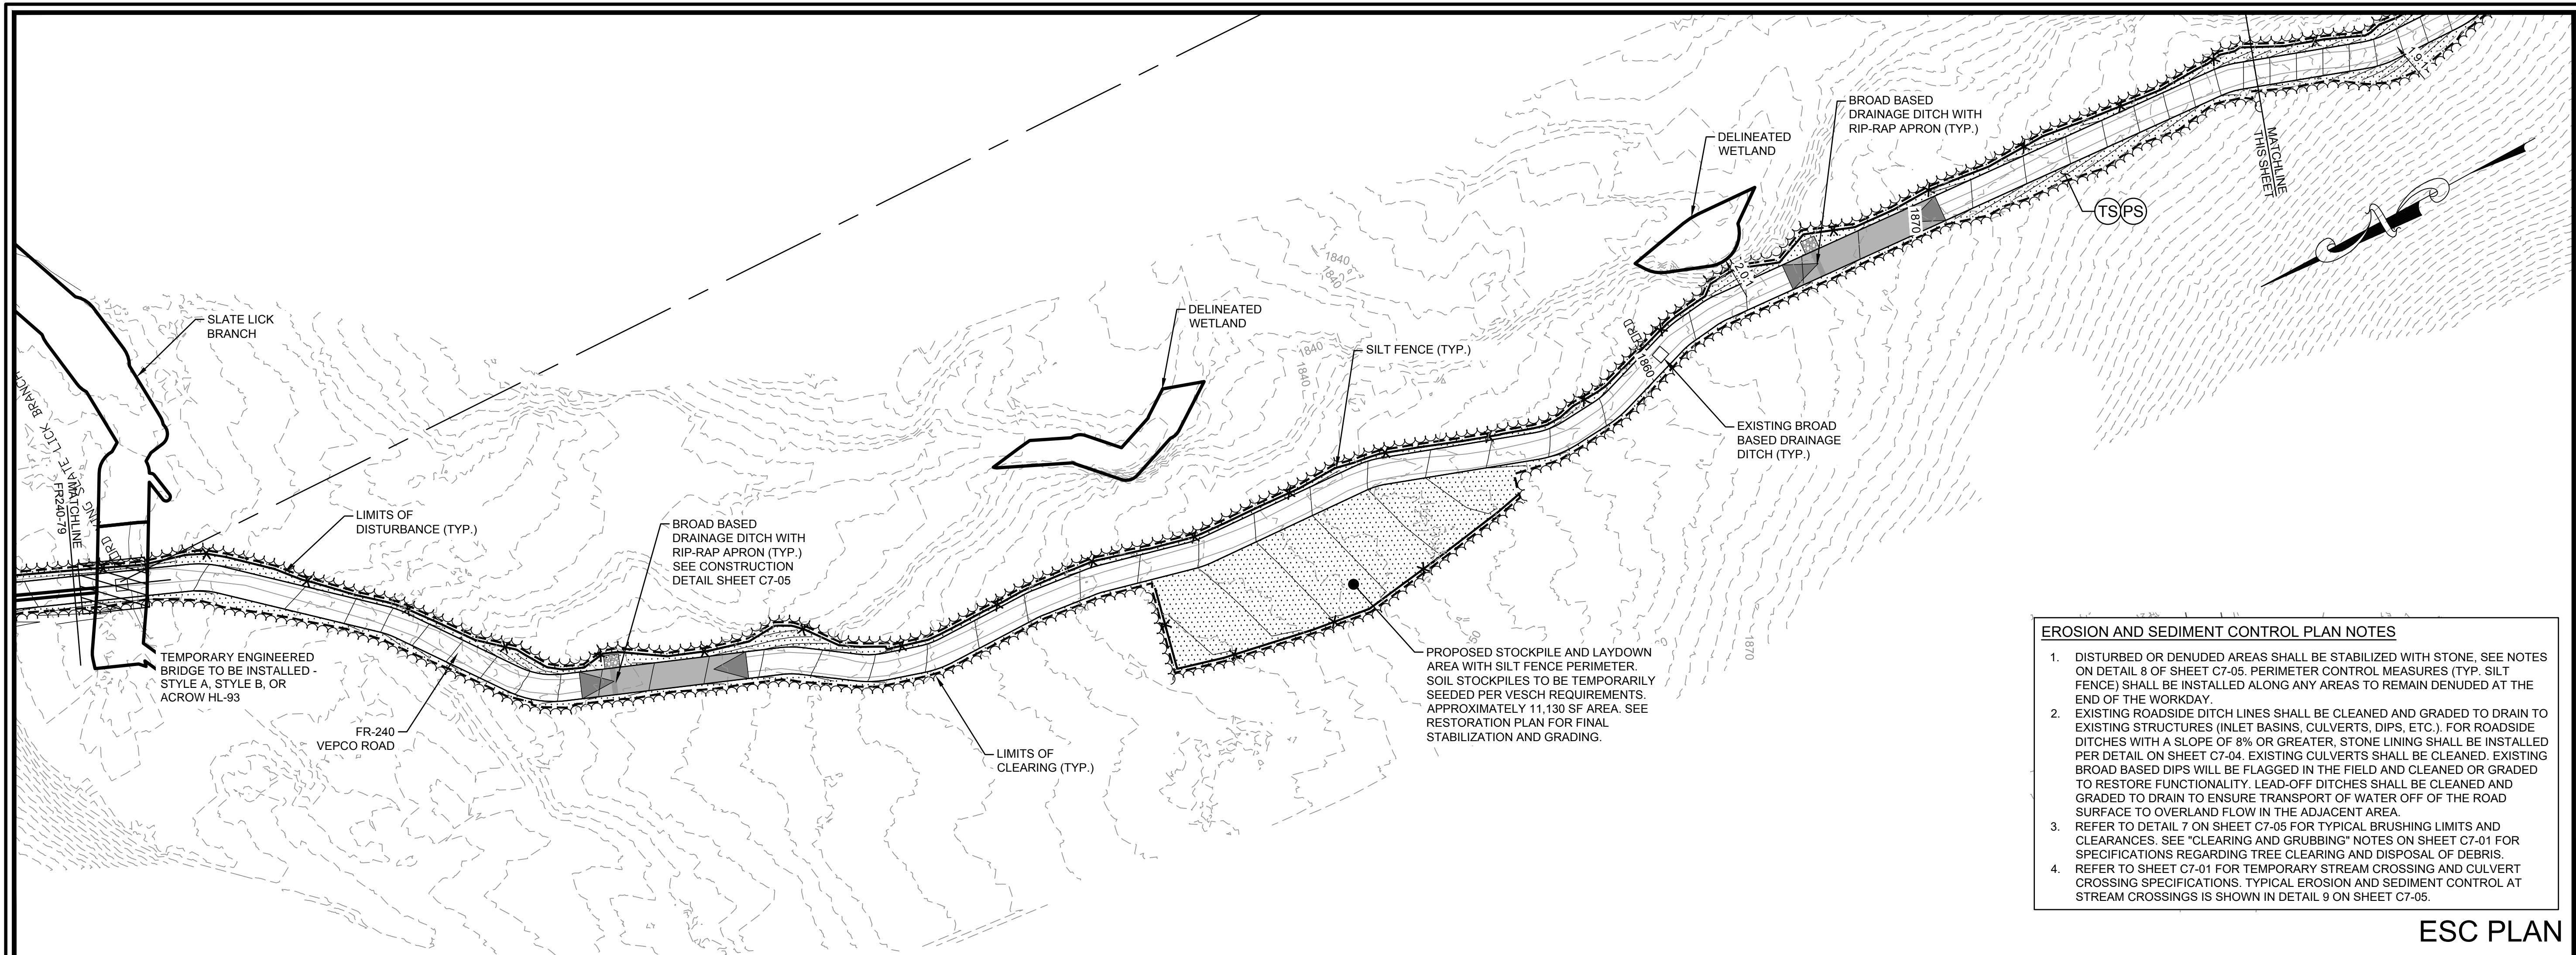 BROAD BASED
DRAINAGE DITCH WITH
RIP-RAP APRON (TYP.)
DELINEATED
WETLAND
1.91
MATCHLINE
THIS SHEET
TS PS
1870
2.01
1840
1840
SLATE LICK
BRANCH
DELINEATED
WETLAND
SILT FENCE (TYP.)
1840
1840
1860
EXISTING BROAD
BASED DRAINAGE
DITCH (TYP.)
SLATE LICK BRANCH
MATCHLINE
FR240-79
LIMITS OF
DISTURBANCE (TYP.)
BROAD BASED
DRAINAGE DITCH WITH
RIP-RAP APRON (TYP.)
SEE CONSTRUCTION
DETAIL SHEET C7-05
TEMPORARY ENGINEERED
BRIDGE TO BE INSTALLED -
STYLE A, STYLE B, OR
ACROW HL-93
FR-240
VEPCO ROAD
LIMITS OF
CLEARING (TYP.)
PROPOSED STOCKPILE AND LAYDOWN
AREA WITH SILT FENCE PERIMETER.
SOIL STOCKPILES TO BE TEMPORARILY
SEEDED PER VESCH REQUIREMENTS.
APPROXIMATELY 11,130 SF AREA. SEE
RESTORATION PLAN FOR FINAL
STABILIZATION AND GRADING.
1870
EROSION AND SEDIMENT CONTROL PLAN NOTES
1. DISTURBED OR DENUDED AREAS SHALL BE STABILIZED WITH STONE, SEE NOTES
ON DETAIL 8 OF SHEET C7-05. PERIMETER CONTROL MEASURES (TYP. SILT
FENCE) SHALL BE INSTALLED ALONG ANY AREAS TO REMAIN DENUDED AT THE
END OF THE WORKDAY.
2. EXISTING ROADSIDE DITCH LINES SHALL BE CLEANED AND GRADED TO DRAIN TO
EXISTING STRUCTURES (INLET BASINS, CULVERTS, DIPS, ETC.). FOR ROADSIDE
DITCHES WITH A SLOPE OF 8% OR GREATER, STONE LINING SHALL BE INSTALLED
PER DETAIL ON SHEET C7-04. EXISTING CULVERTS SHALL BE CLEANED. EXISTING
BROAD BASED DIPS WILL BE FLAGGED IN THE FIELD AND CLEANED OR GRADED
TO RESTORE FUNCTIONALITY. LEAD-OFF DITCHES SHALL BE CLEANED AND
GRADED TO DRAIN TO ENSURE TRANSPORT OF WATER OFF OF THE ROAD
SURFACE TO OVERLAND FLOW IN THE ADJACENT AREA.
3. REFER TO DETAIL 7 ON SHEET C7-05 FOR TYPICAL BRUSHING LIMITS AND
CLEARANCES. SEE "CLEARING AND GRUBBING" NOTES ON SHEET C7-01 FOR
SPECIFICATIONS REGARDING TREE CLEARING AND DISPOSAL OF DEBRIS.
4. REFER TO SHEET C7-01 FOR TEMPORARY STREAM CROSSING AND CULVERT
CROSSING SPECIFICATIONS. TYPICAL EROSION AND SEDIMENT CONTROL AT
STREAM CROSSINGS IS SHOWN IN DETAIL 9 ON SHEET C7-05.
ESC PLAN